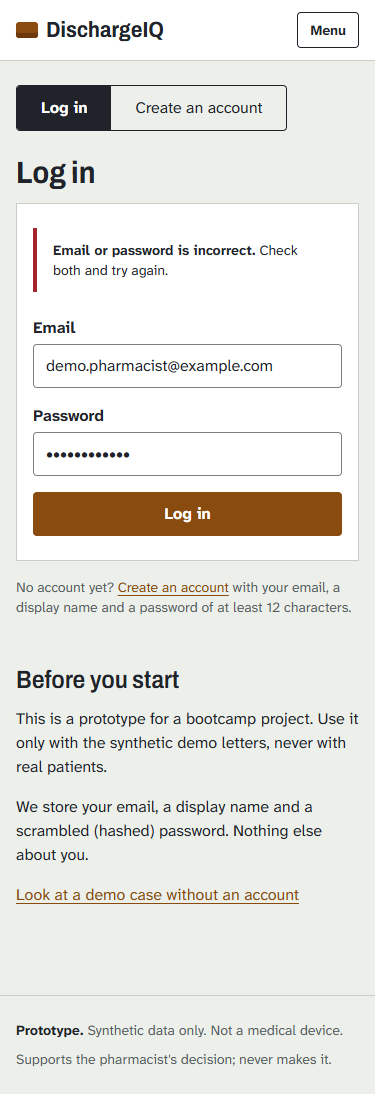 DischargeIQ
Menu
Log in
Create an account
Log in
Email or password is incorrect. Check
both and try again.
Email
demo.pharmacist@example.com
Password
••••••••••••
Log in
No account yet? Create an account with your email, a
display name and a password of at least 12 characters.
Before you start
This is a prototype for a bootcamp project. Use it
only with the synthetic demo letters, never with
real patients.
We store your email, a display name and a
scrambled (hashed) password. Nothing else
about you.
Look at a demo case without an account
Prototype. Synthetic data only. Not a medical device.
Supports the pharmacist's decision; never makes it.